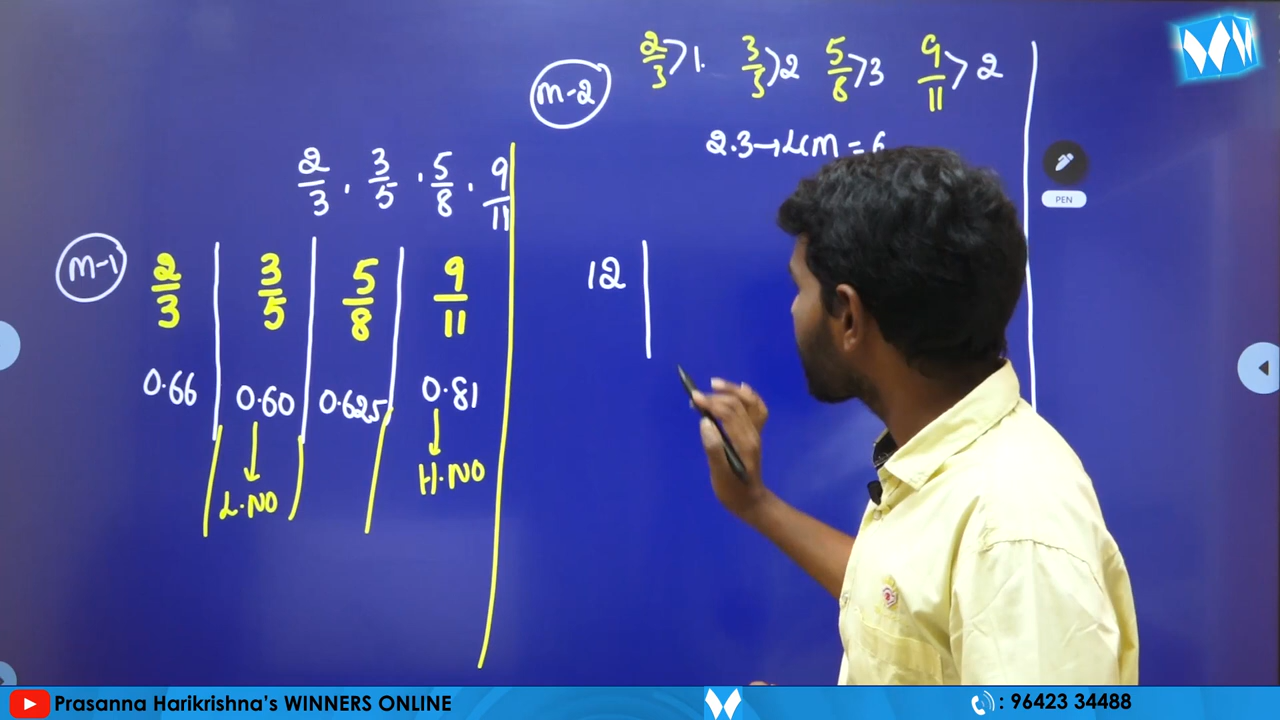 M-2 2/3 > 1. 3/3 > 2 5/8 > 3 9/11 > 2
2.3 → LCM = 6
2/3 , 3/5 , 5/8 , 9/11
M-1 2/3 3/5 5/8 9/11
12
0.66 0.60 0.625 0.81
L.NO H.NO
PEN
Prasanna Harikrishna's WINNERS ONLINE
: 96423 34488